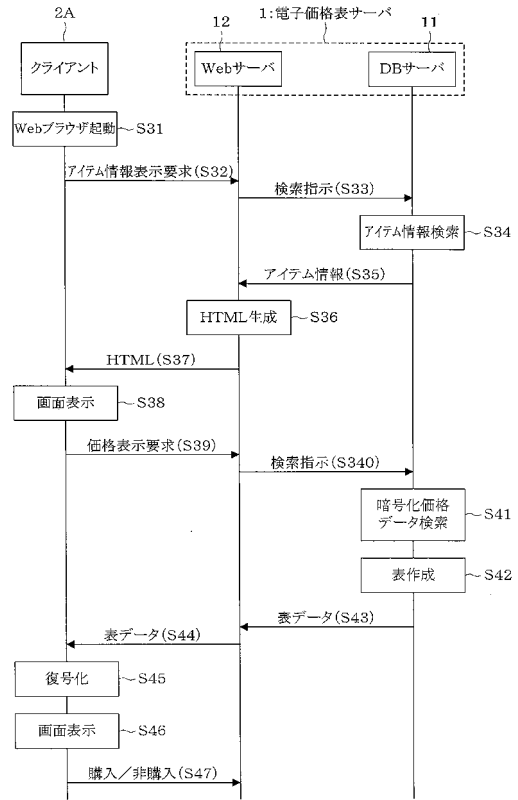 2A
1:電子価格表サーバ
12
11
クライアント
Webサーバ
DBサーバ
Webブラウザ起動
S31
アイテム情報表示要求(S32)
検索指示(S33)
アイテム情報検索
S34
アイテム情報(S35)
HTML生成
S36
HTML(S37)
画面表示
S38
価格表示要求(S39)
検索指示(S340)
暗号化価格
データ検索
S41
表作成
S42
表データ(S43)
表データ(S44)
復号化
S45
画面表示
S46
購入/非購入(S47)